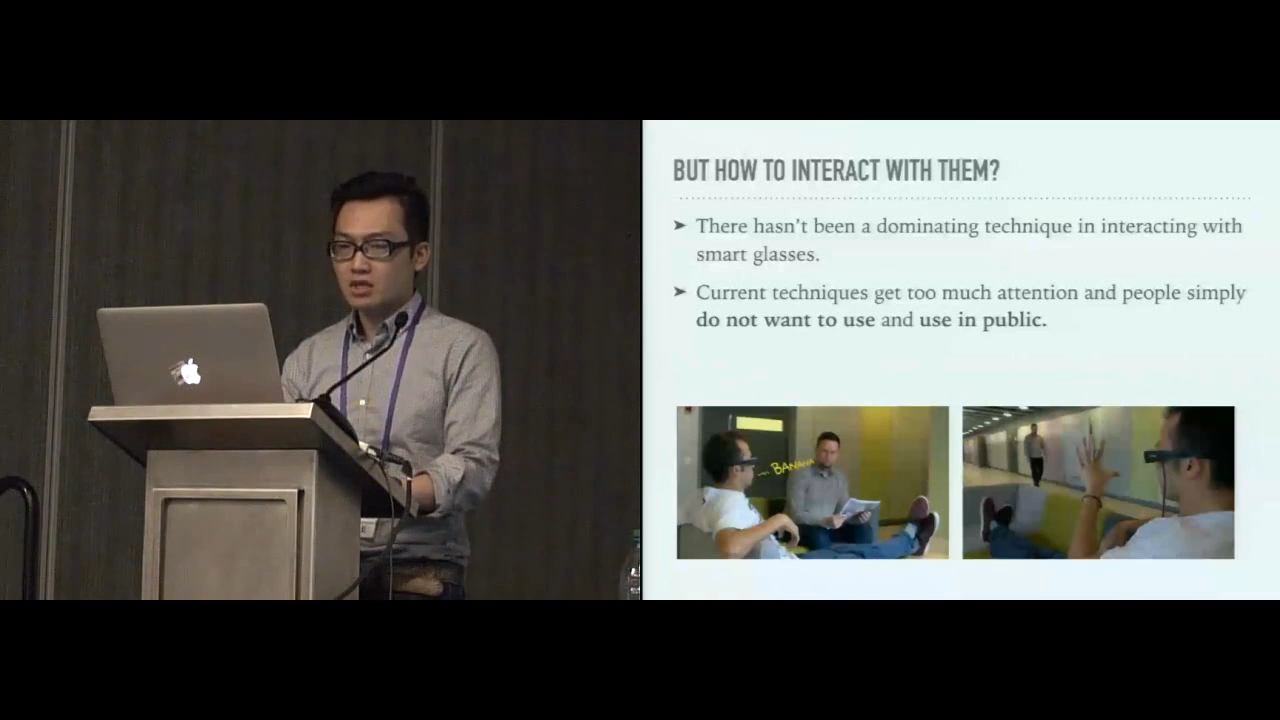 BUT HOW TO INTERACT WITH THEM?
➤ There hasn't been a dominating technique in interacting with
smart glasses.
➤ Current techniques get too much attention and people simply
do not want to use and use in public.
BANANA